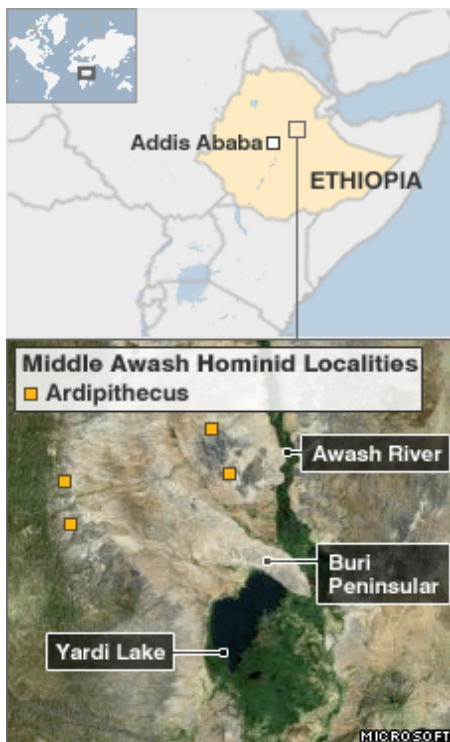 Addis Ababa
ETHIOPIA
Middle Awash Hominid Localities
Ardipithecus
Awash River
Buri
Peninsular
Yardi Lake
MICROSOFT